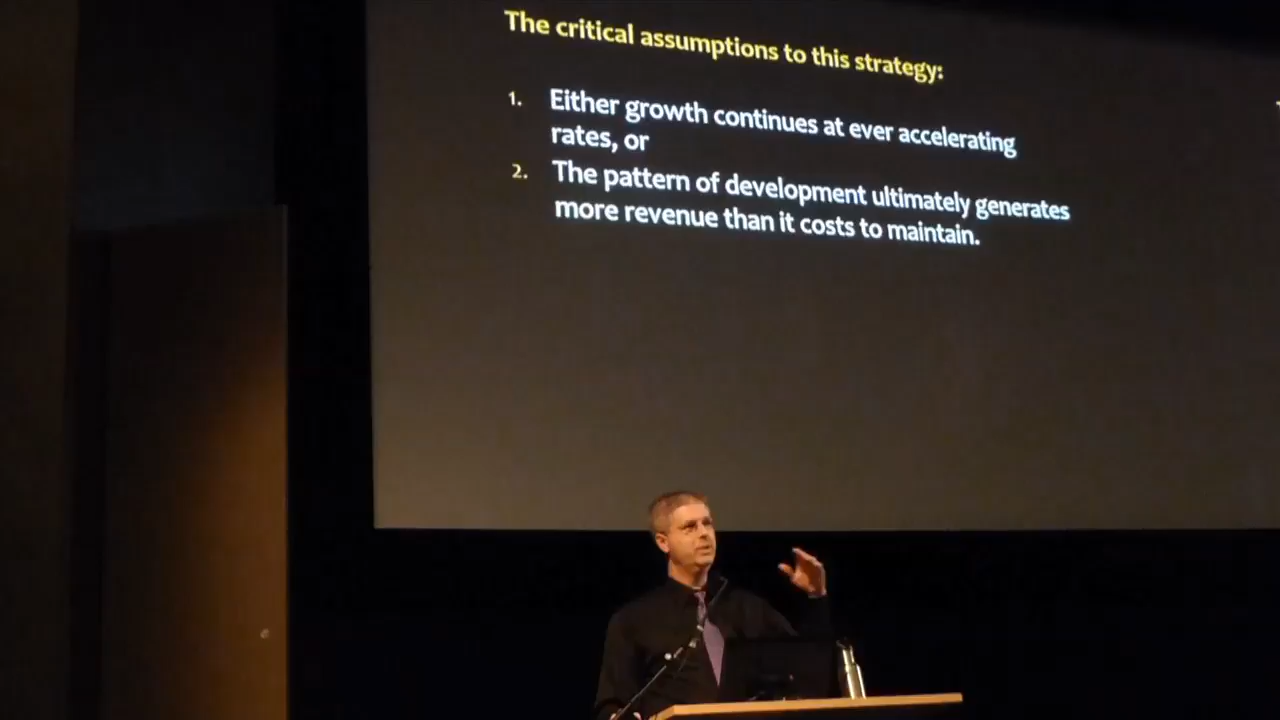 The critical assumptions to this strategy:
1. Either growth continues at ever accelerating
rates, or
2. The pattern of development ultimately generates
more revenue than it costs to maintain.